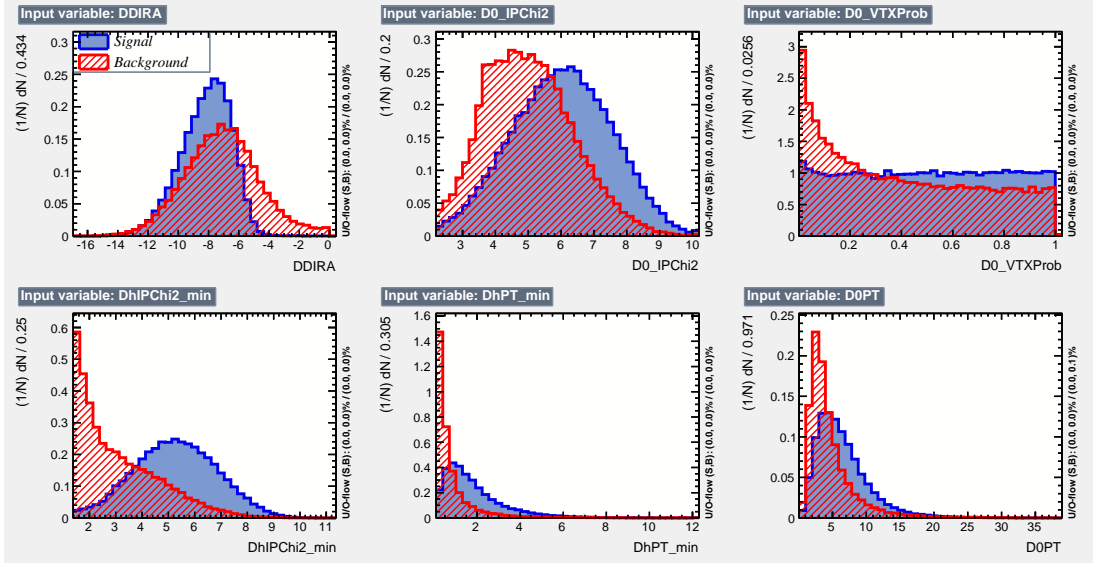 Input variable: DDIRA
(1/N) dN / 0.434
0.3
0.25
0.2
0.15
0.1
0.05
0
Signal
Background
−16 −14 −12 −10 −8 −6 −4 −2 0
DDIRA
U/O-flow (S,B): (0.0, 0.0)% / (0.0, 0.0)%
Input variable: D0_IPChi2
(1/N) dN / 0.2
0.3
0.25
0.2
0.15
0.1
0.05
0
3 4 5 6 7 8 9 10
D0_IPChi2
U/O-flow (S,B): (0.0, 0.0)% / (0.0, 0.0)%
Input variable: D0_VTXProb
(1/N) dN / 0.0256
3
2.5
2
1.5
1
0.5
0
0.2 0.4 0.6 0.8 1
D0_VTXProb
U/O-flow (S,B): (0.0, 0.0)% / (0.0, 0.0)%
Input variable: DhIPChi2_min
(1/N) dN / 0.25
0.6
0.5
0.4
0.3
0.2
0.1
0
2 3 4 5 6 7 8 9 10 11
DhIPChi2_min
U/O-flow (S,B): (0.0, 0.0)% / (0.0, 0.0)%
Input variable: DhPT_min
(1/N) dN / 0.305
1.6
1.4
1.2
1
0.8
0.6
0.4
0.2
0
2 4 6 8 10 12
DhPT_min
U/O-flow (S,B): (0.0, 0.0)% / (0.0, 0.0)%
Input variable: D0PT
(1/N) dN / 0.971
0.25
0.2
0.15
0.1
0.05
0
5 10 15 20 25 30 35
D0PT
U/O-flow (S,B): (0.0, 0.0)% / (0.0, 0.1)%